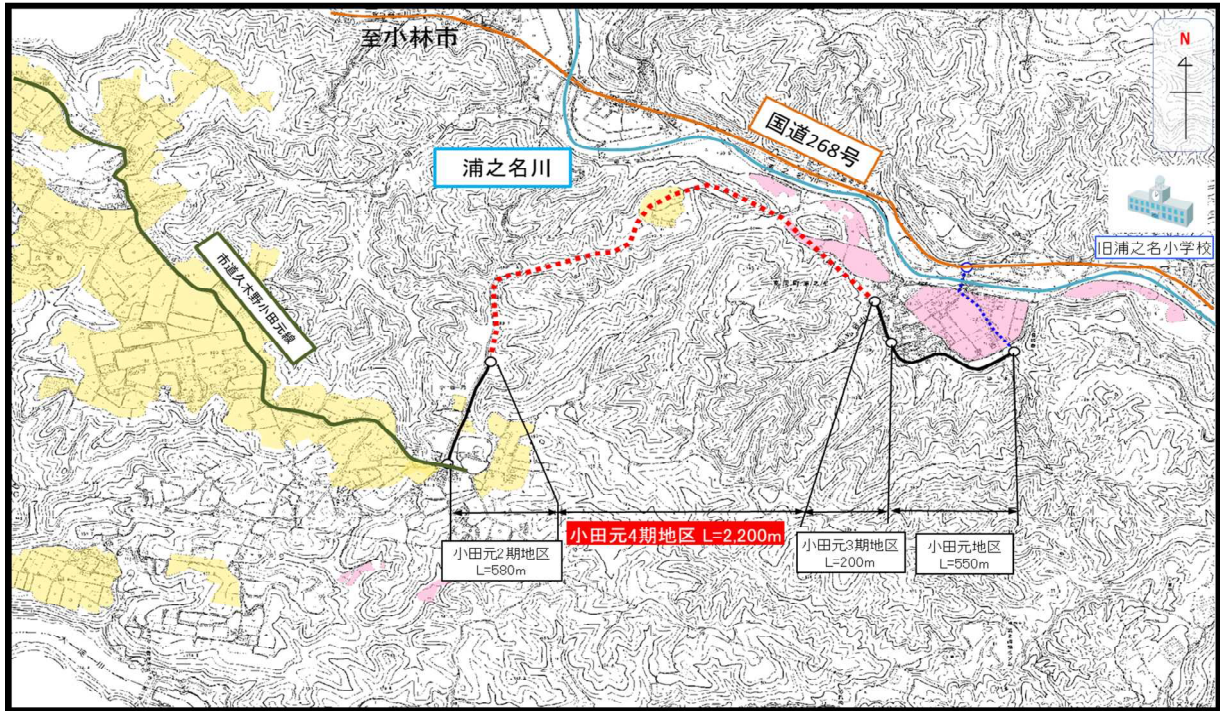 至小林市
N
国道268号
浦之名川
旧浦之名小学校
市道久木野小田元線
小田元4期地区 L=2,200m
小田元2期地区
L=580m
小田元3期地区
L=200m
小田元地区
L=550m